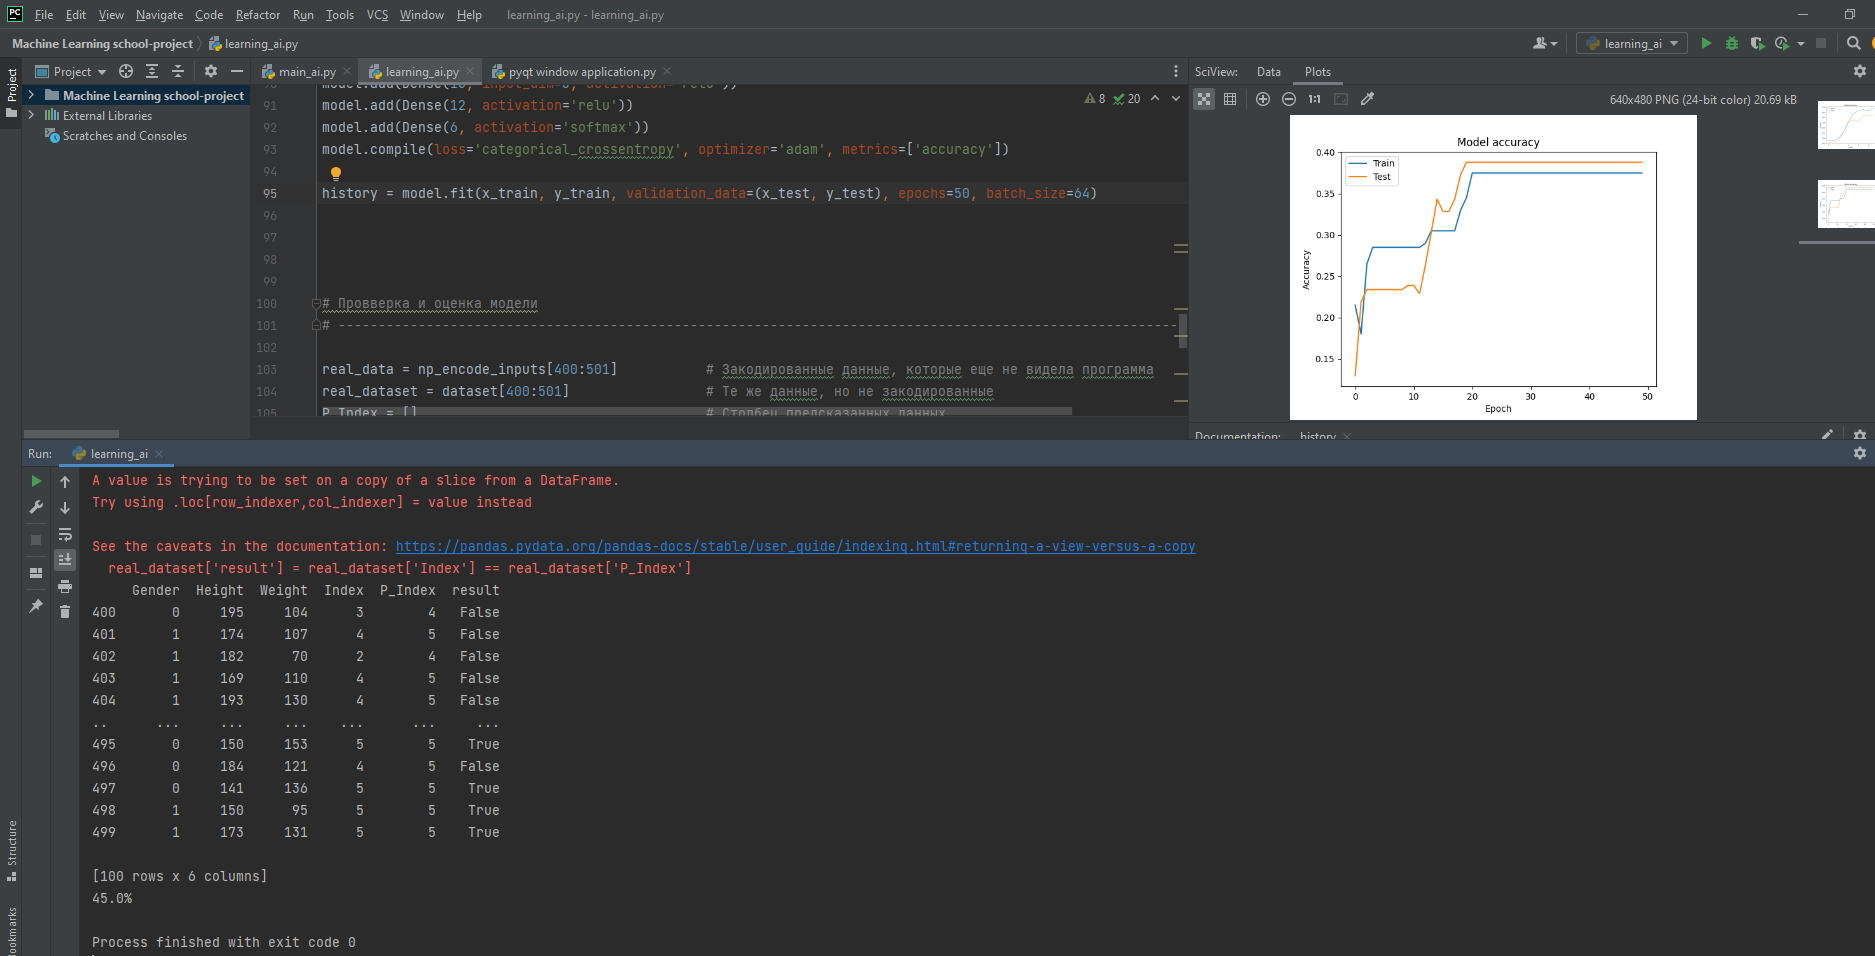 PC File Edit View Navigate Code Refactor Run Tools VCS Window Help learning_ai.py - learning_ai.py
Machine Learning school-project learning_ai.py learning_ai
Project main_ai.py learning_ai.py pyqt window application.py SciView: Data Plots
Project
Machine Learning school-project
External Libraries
Scratches and Consoles
8 20
91 model.add(Dense(12, activation='relu'))
92 model.add(Dense(6, activation='softmax'))
93 model.compile(loss='categorical_crossentropy', optimizer='adam', metrics=['accuracy'])
94
95 history = model.fit(x_train, y_train, validation_data=(x_test, y_test), epochs=50, batch_size=64)
96
97
98
99
100 # Провверка и оценка модели
101 # ----------------------------------------------------------------------------------------------------------
102
103 real_data = np_encode_inputs[400:501] # Закодированные данные, которые еще не видела программа
104 real_dataset = dataset[400:501] # Те же данные, но не закодированные
105 P_Index = [] # Столбец предсказанных данных
1:1 640x480 PNG (24-bit color) 20.69 kB
Model accuracy
Train
Test
0.40
0.35
0.30
0.25
0.20
0.15
Accuracy
0 10 20 30 40 50
Epoch
Documentation: history
Run: learning_ai
A value is trying to be set on a copy of a slice from a DataFrame.
Try using .loc[row_indexer,col_indexer] = value instead
See the caveats in the documentation: https://pandas.pydata.org/pandas-docs/stable/user_guide/indexing.html#returning-a-view-versus-a-copy
real_dataset['result'] = real_dataset['Index'] == real_dataset['P_Index']
Gender Height Weight Index P_Index result
400 0 195 104 3 4 False
401 1 174 107 4 5 False
402 1 182 70 2 4 False
403 1 169 110 4 5 False
404 1 193 130 4 5 False
.. ... ... ... ... ... ...
495 0 150 153 5 5 True
496 0 184 121 4 5 False
497 0 141 136 5 5 True
498 1 150 95 5 5 True
499 1 173 131 5 5 True
[100 rows x 6 columns]
45.0%
Process finished with exit code 0
Structure
Bookmarks